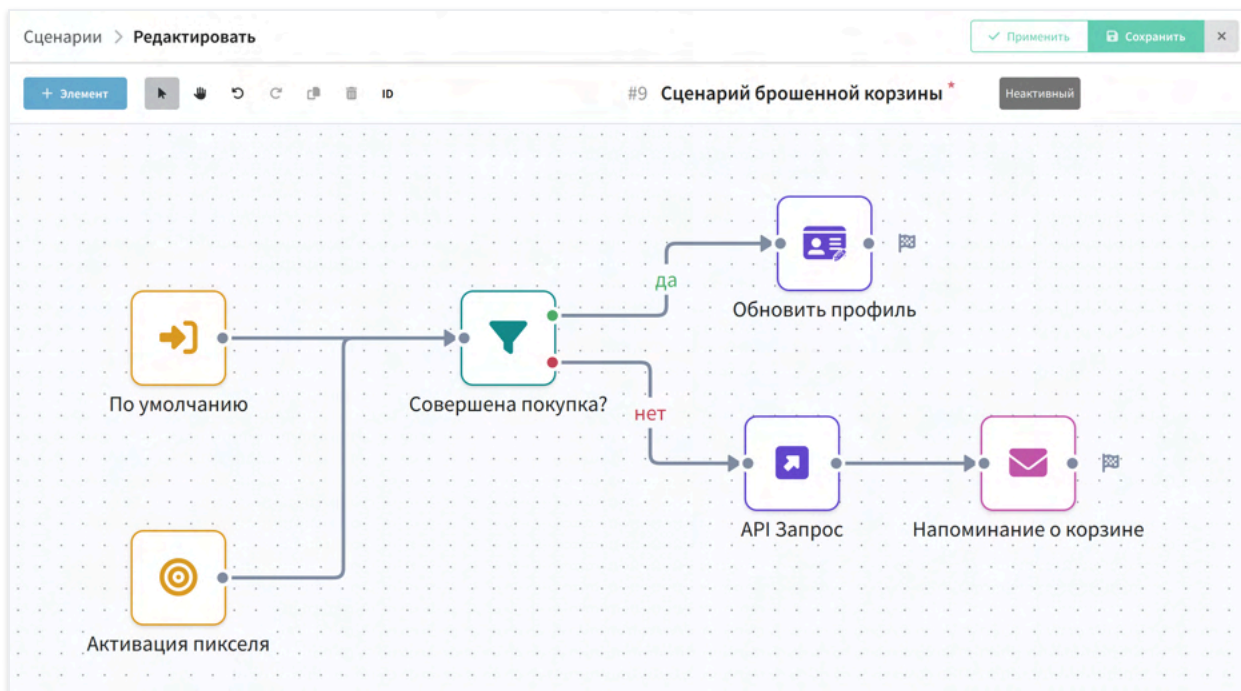 Сценарии > Редактировать
Применить
Сохранить
+ Элемент
ID
#9 Сценарий брошенной корзины *
Неактивный
да
Обновить профиль
По умолчанию
Совершена покупка?
нет
API Запрос
Напоминание о корзине
Активация пикселя